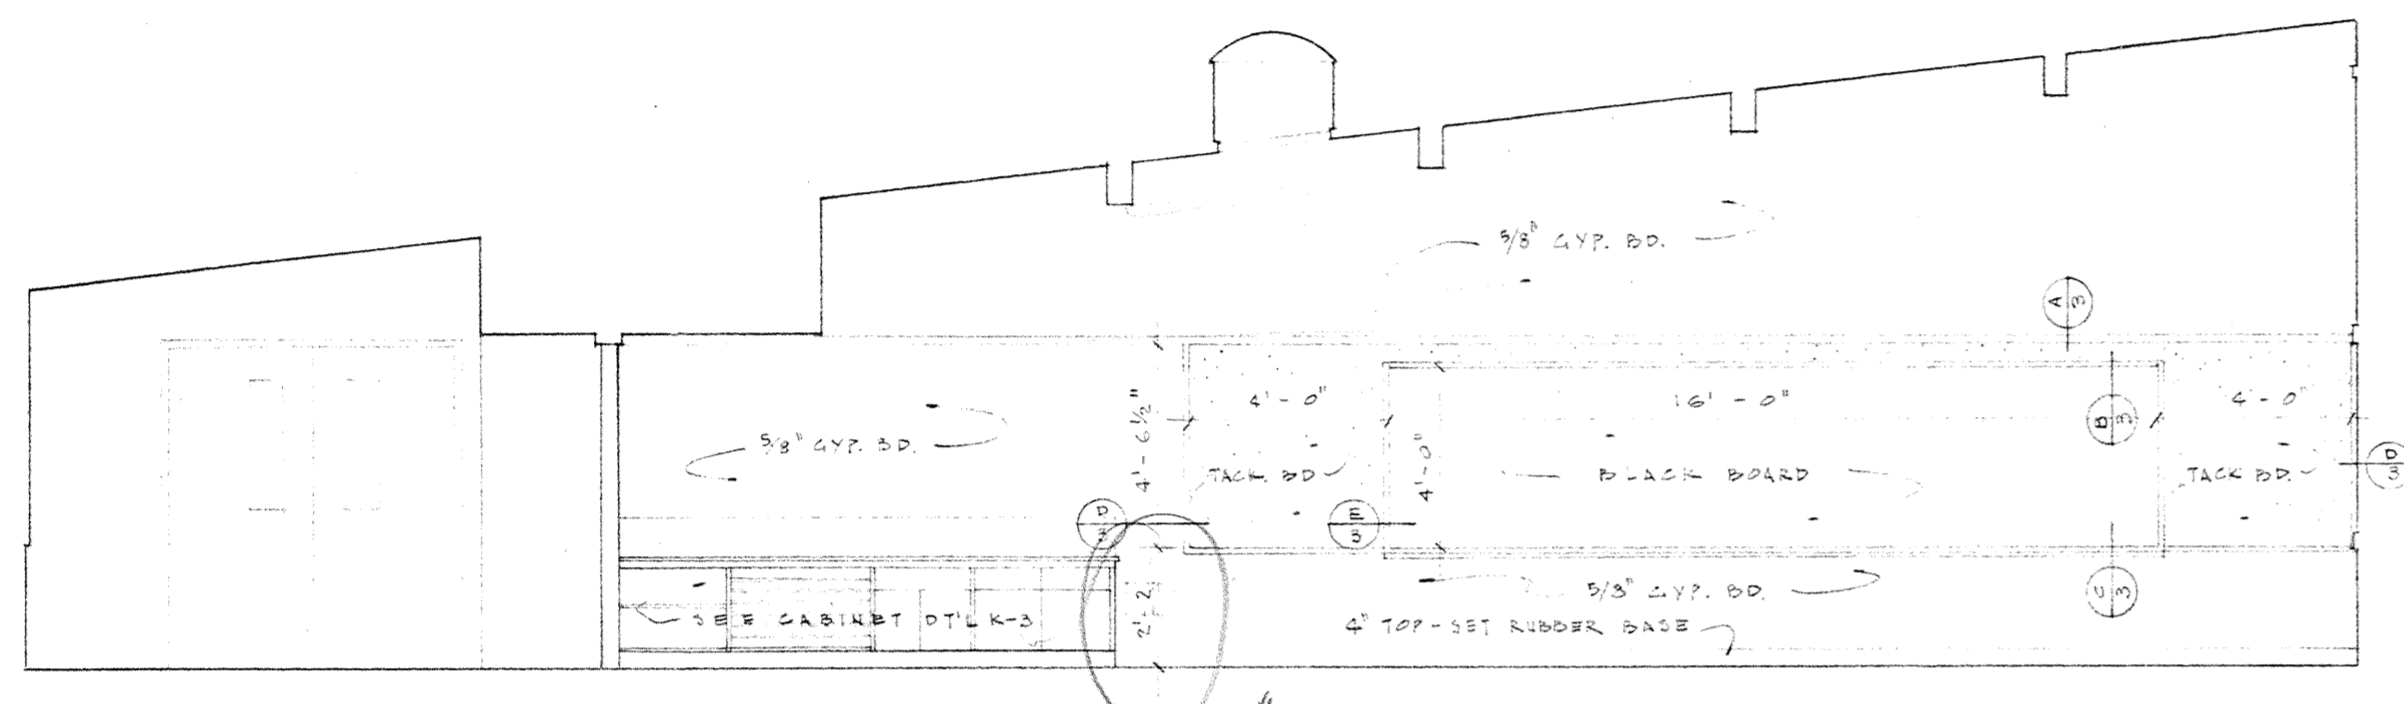 5/8" GYP. BD.
A
3
4'-0"
16'-0"
4'-0"
B
3
5/8" GYP. BD.
4'-6½"
TACK. BD
4'-0"
BLACK BOARD
TACK BD.
D
3
D
3
E
3
2'-2
5/8" GYP. BD.
C
3
SEE CABINET DT'L K-3
4" TOP-SET RUBBER BASE